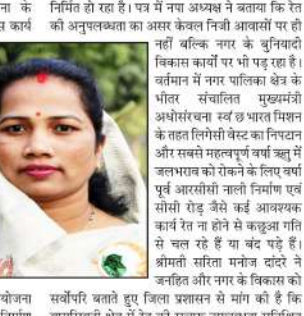 ना के
स कार्य
निर्मित हो रहा है। पत्र में नपा अध्यक्ष ने बताया कि रेत
की अनुपलब्धता का असर केवल निजी आवासों पर ही
नहीं बल्कि नगर के बुनियादी
विकास कार्यों पर भी पड़ रहा है।
वर्तमान में नगर पालिका क्षेत्र के
भीतर संचालित मुख्यमंत्री
अधोसंरचना स्वं छ भारत मिशन
के तहत लिगेसी वेस्ट का निपटान
और सबसे महत्वपूर्ण वर्षा ऋतु में
जलभराव को रोकने के लिए वर्षा
पूर्व आरसीसी नाली निर्माण एवं
सीसी रोड़ जैसे कई आवश्यक
कार्य रेत ना होने से कछुआ गति
से चल रहे हैं या बंद पड़े हैं।
श्रीमती सरिता मनोज दांदरे ने
जनहित और नगर के विकास को
योजना
सर्वोपरि बताते हुए जिला प्रशासन से मांग की है कि